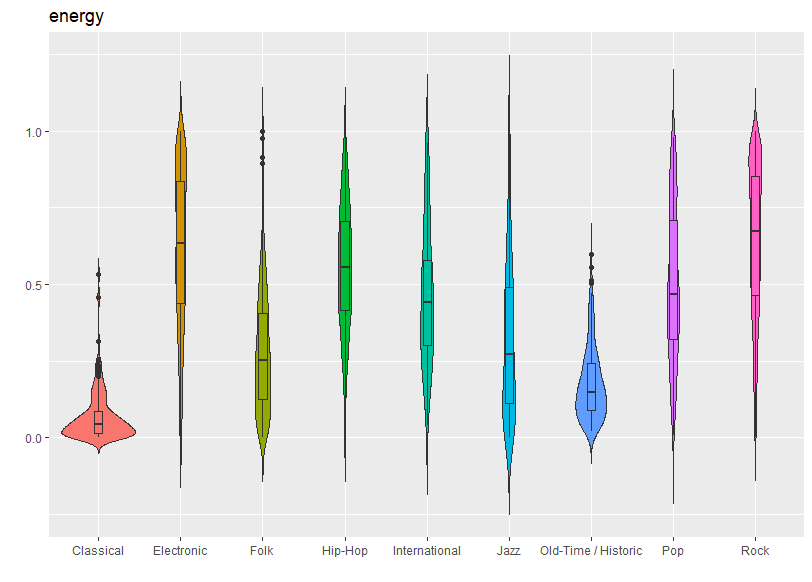 energy
1.0
0.5
0.0
Classical Electronic Folk Hip-Hop International Jazz Old-Time / Historic Pop Rock